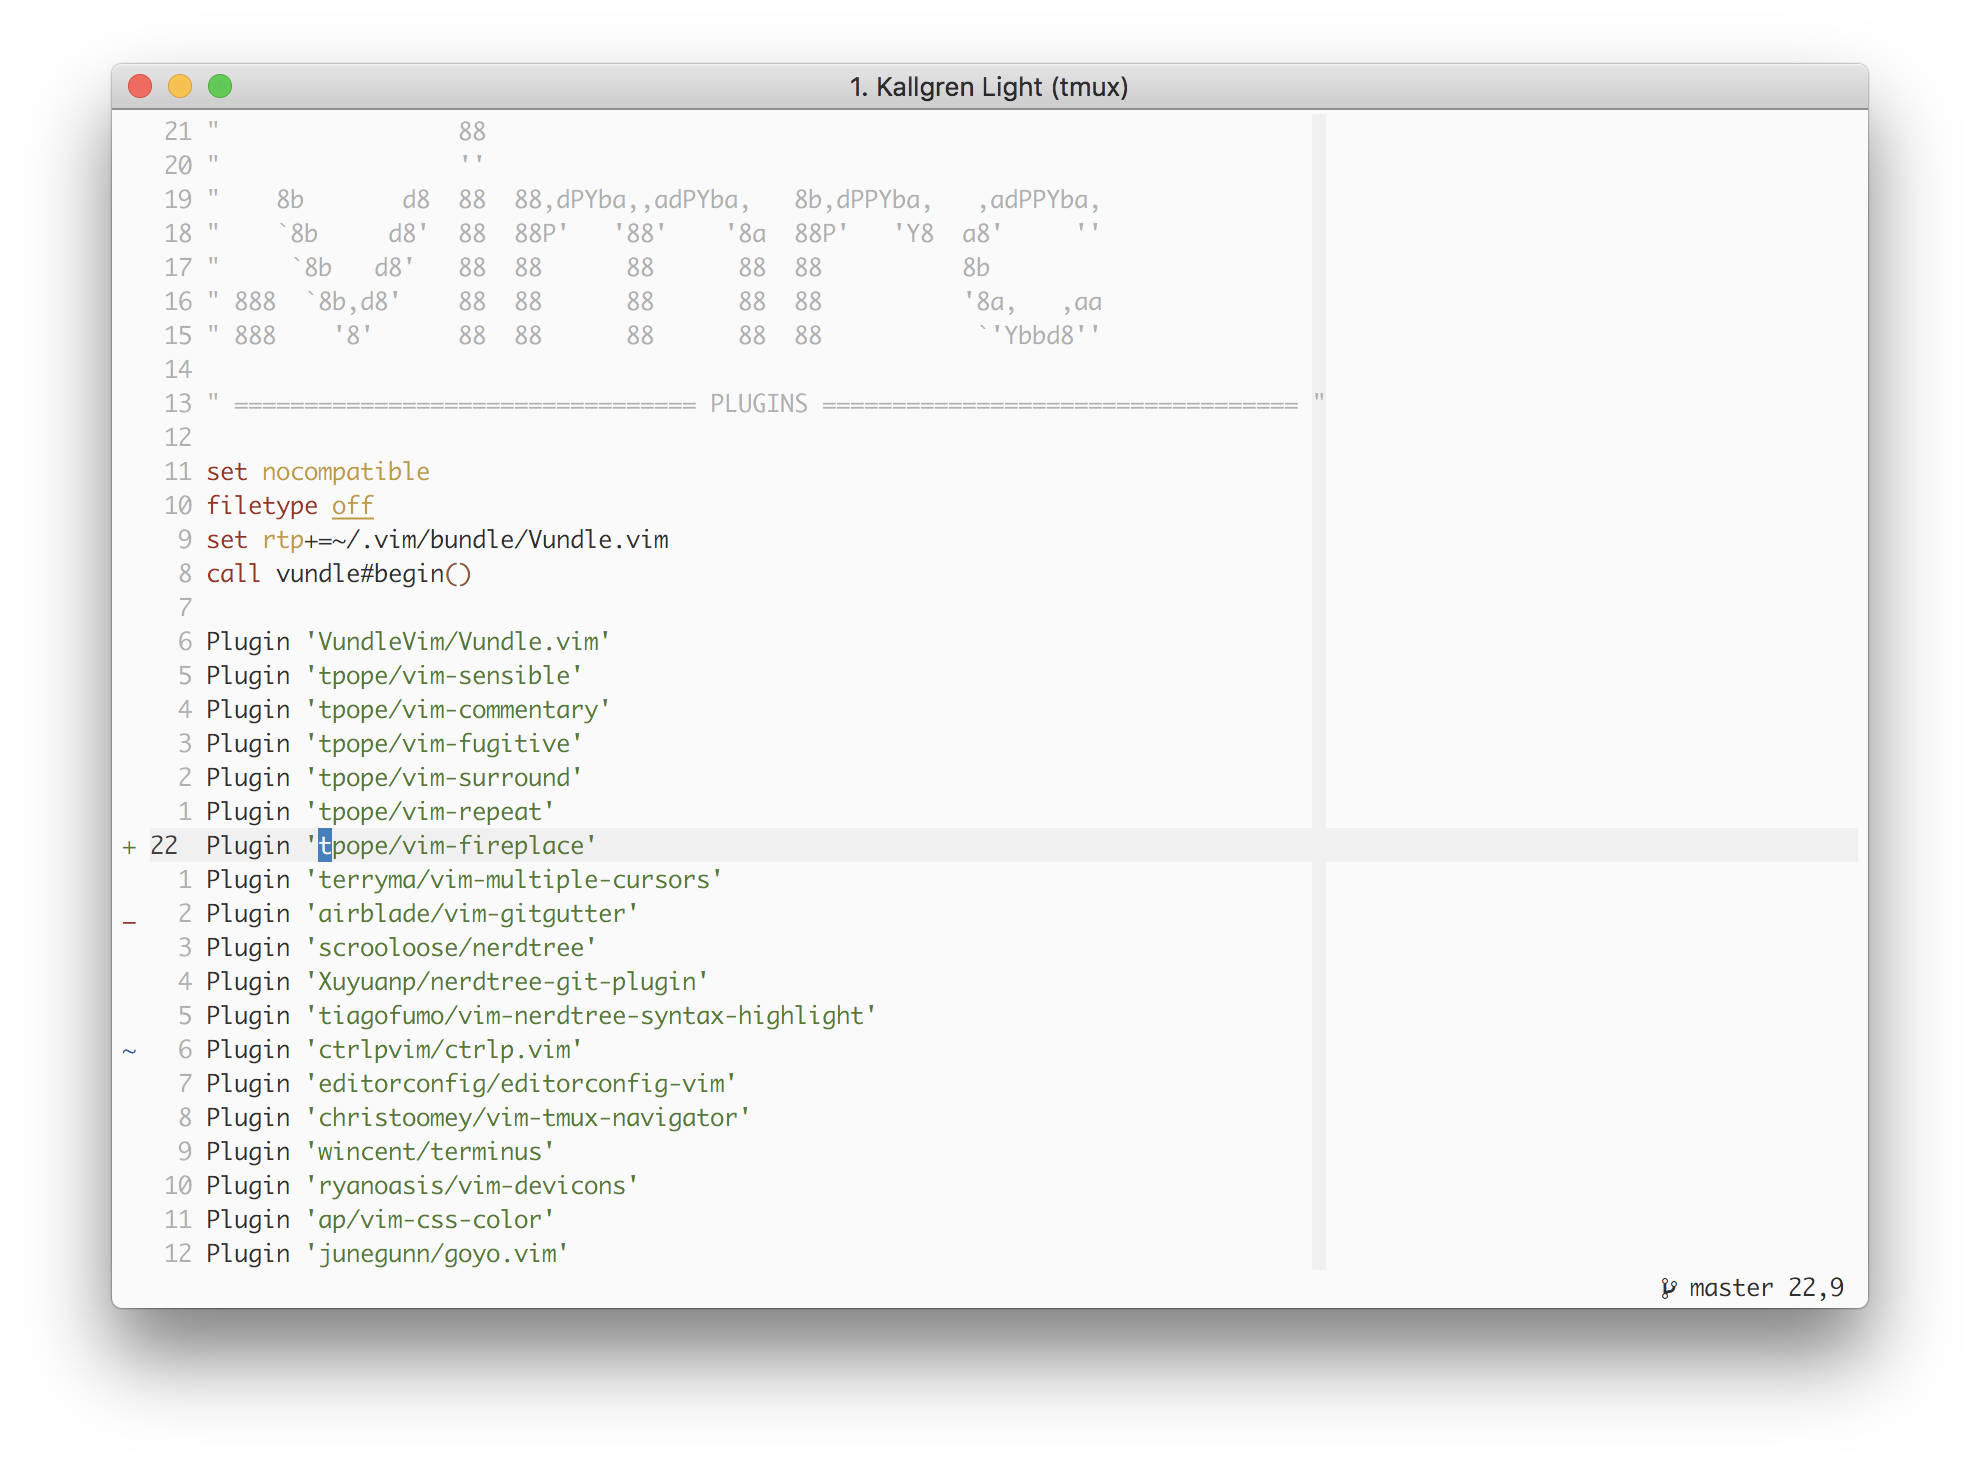 1. Kallgren Light (tmux)
21 "                 88
20 "                 ''
19 "    8b       d8  88  88,dPYba,,adPYba,   8b,dPPYba,   ,adPPYba,
18 "    `8b     d8'  88  88P'   '88'    '8a  88P'   'Y8  a8'     ''
17 "     `8b   d8'   88  88      88      88  88          8b
16 " 888  `8b,d8'    88  88      88      88  88          '8a,   ,aa
15 " 888    '8'      88  88      88      88  88           `'Ybbd8''
14
13 " ================================= PLUGINS ================================== "
12
11 set nocompatible
10 filetype off
9 set rtp+=~/.vim/bundle/Vundle.vim
8 call vundle#begin()
7
6 Plugin 'VundleVim/Vundle.vim'
5 Plugin 'tpope/vim-sensible'
4 Plugin 'tpope/vim-commentary'
3 Plugin 'tpope/vim-fugitive'
2 Plugin 'tpope/vim-surround'
1 Plugin 'tpope/vim-repeat'
+ 22  Plugin 'tpope/vim-fireplace'
1 Plugin 'terryma/vim-multiple-cursors'
_ 2 Plugin 'airblade/vim-gitgutter'
3 Plugin 'scrooloose/nerdtree'
4 Plugin 'Xuyuanp/nerdtree-git-plugin'
5 Plugin 'tiagofumo/vim-nerdtree-syntax-highlight'
~ 6 Plugin 'ctrlpvim/ctrlp.vim'
7 Plugin 'editorconfig/editorconfig-vim'
8 Plugin 'christoomey/vim-tmux-navigator'
9 Plugin 'wincent/terminus'
10 Plugin 'ryanoasis/vim-devicons'
11 Plugin 'ap/vim-css-color'
12 Plugin 'junegunn/goyo.vim'
master 22,9